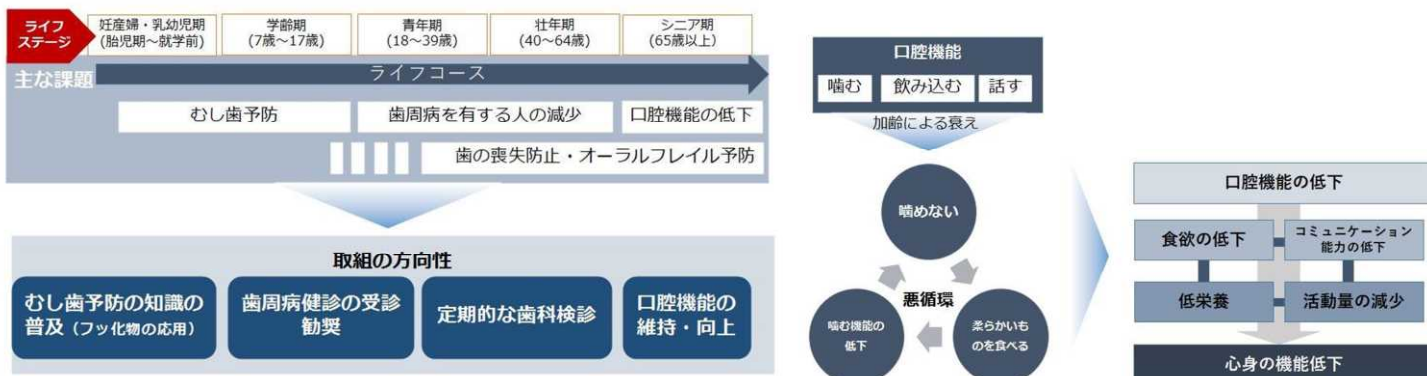 ライフ
ステージ
妊産婦・乳幼児期
(胎児期～就学前)
学齢期
(7歳～17歳)
青年期
(18～39歳)
壮年期
(40～64歳)
シニア期
(65歳以上)
主な課題
ライフコース
むし歯予防
歯周病を有する人の減少
口腔機能の低下
歯の喪失防止・オーラルフレイル予防
取組の方向性
むし歯予防の知識の
普及（フッ化物の応用）
歯周病健診の受診
勧奨
定期的な歯科検診
口腔機能の
維持・向上
口腔機能
噛む
飲み込む
話す
加齢による衰え
噛めない
悪循環
噛む機能の
低下
柔らかいも
のを食べる
口腔機能の低下
食欲の低下
コミュニケーション
能力の低下
低栄養
活動量の減少
心身の機能低下